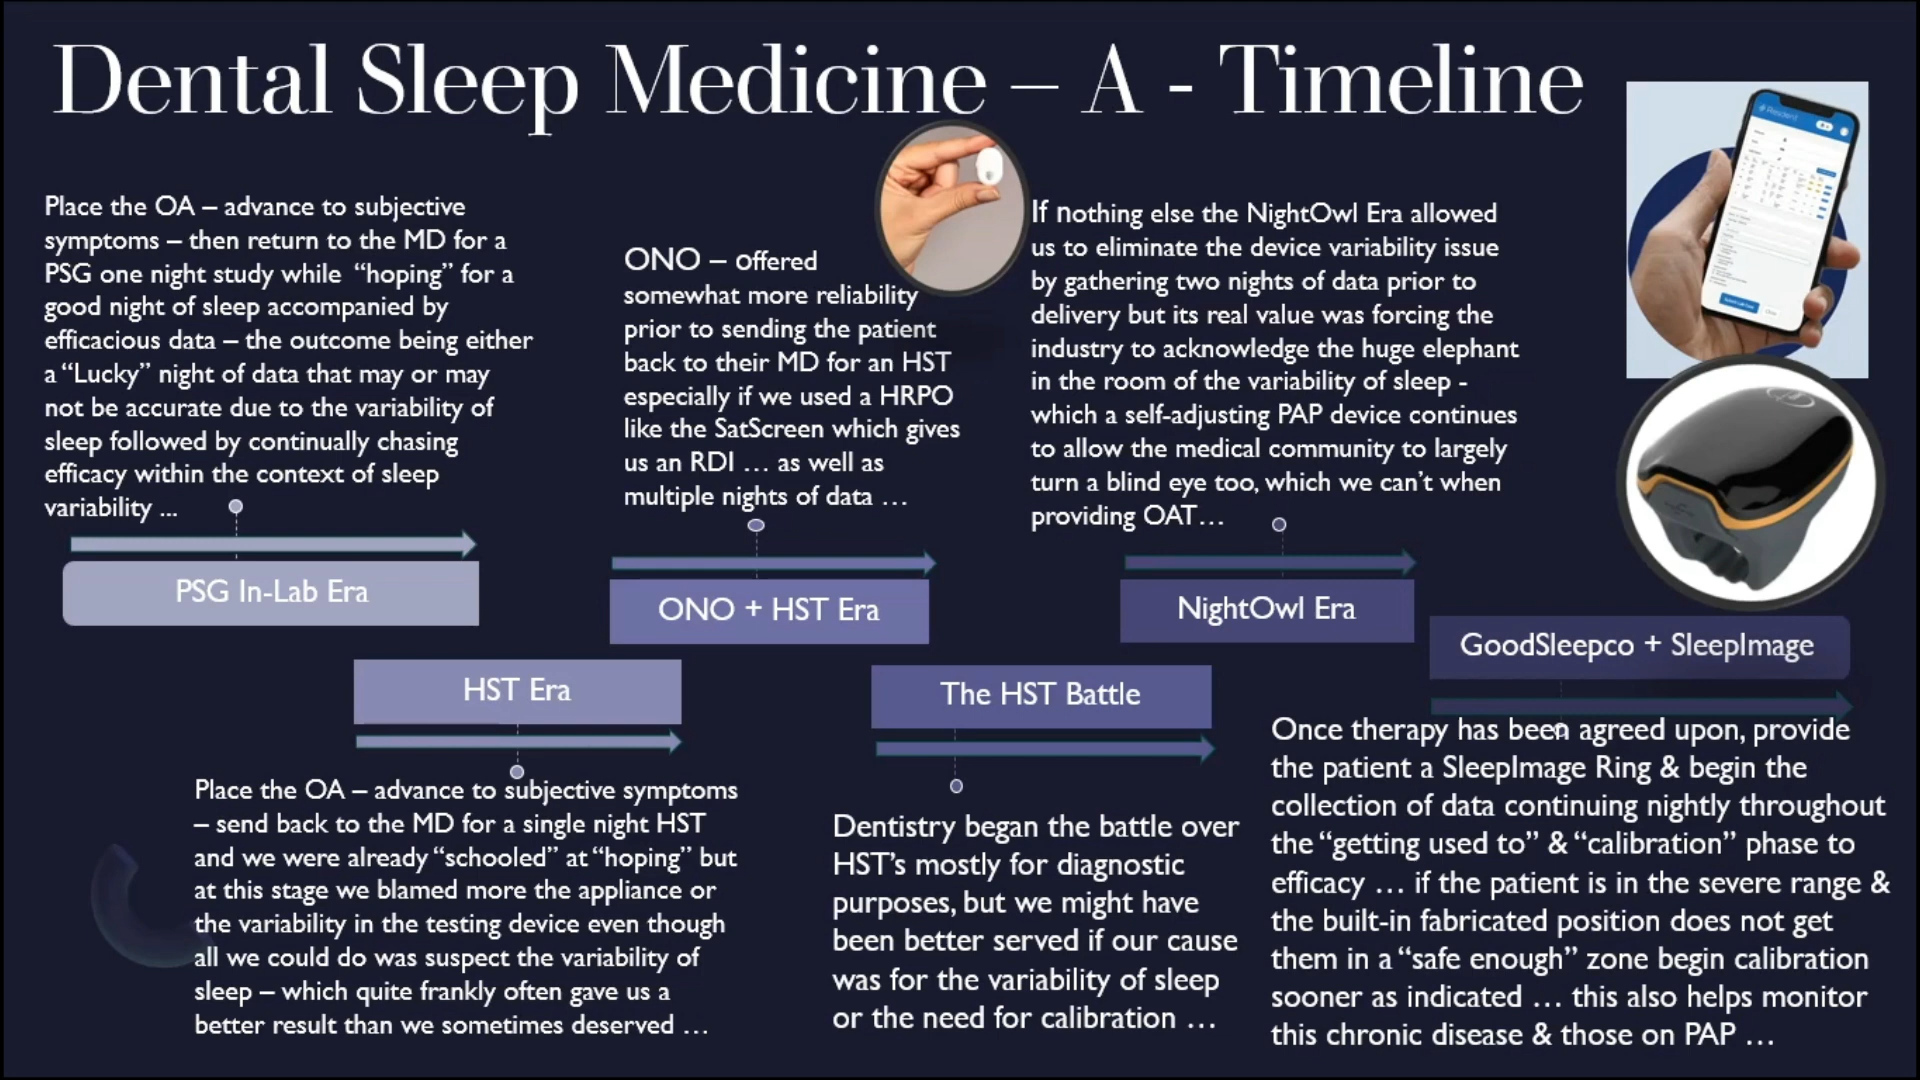 Dental Sleep Medicine – A - Timeline
Place the OA – advance to subjective
symptoms – then return to the MD for a
PSG one night study while “hoping” for a
good night of sleep accompanied by
efficacious data – the outcome being either
a “Lucky” night of data that may or may
not be accurate due to the variability of
sleep followed by continually chasing
efficacy within the context of sleep
variability ...
PSG In-Lab Era
HST Era
Place the OA – advance to subjective symptoms
– send back to the MD for a single night HST
and we were already “schooled” at “hoping” but
at this stage we blamed more the appliance or
the variability in the testing device even though
all we could do was suspect the variability of
sleep – which quite frankly often gave us a
better result than we sometimes deserved …
ONO – offered
somewhat more reliability
prior to sending the patient
back to their MD for an HST
especially if we used a HRPO
like the SatScreen which gives
us an RDI … as well as
multiple nights of data …
ONO + HST Era
The HST Battle
Dentistry began the battle over
HST’s mostly for diagnostic
purposes, but we might have
been better served if our cause
was for the variability of sleep
or the need for calibration …
If nothing else the NightOwl Era allowed
us to eliminate the device variability issue
by gathering two nights of data prior to
delivery but its real value was forcing the
industry to acknowledge the huge elephant
in the room of the variability of sleep -
which a self-adjusting PAP device continues
to allow the medical community to largely
turn a blind eye too, which we can’t when
providing OAT…
NightOwl Era
GoodSleepco + SleepImage
Once therapy has been agreed upon, provide
the patient a SleepImage Ring & begin the
collection of data continuing nightly throughout
the “getting used to” & “calibration” phase to
efficacy … if the patient is in the severe range &
the built-in fabricated position does not get
them in a “safe enough” zone begin calibration
sooner as indicated … this also helps monitor
this chronic disease & those on PAP …